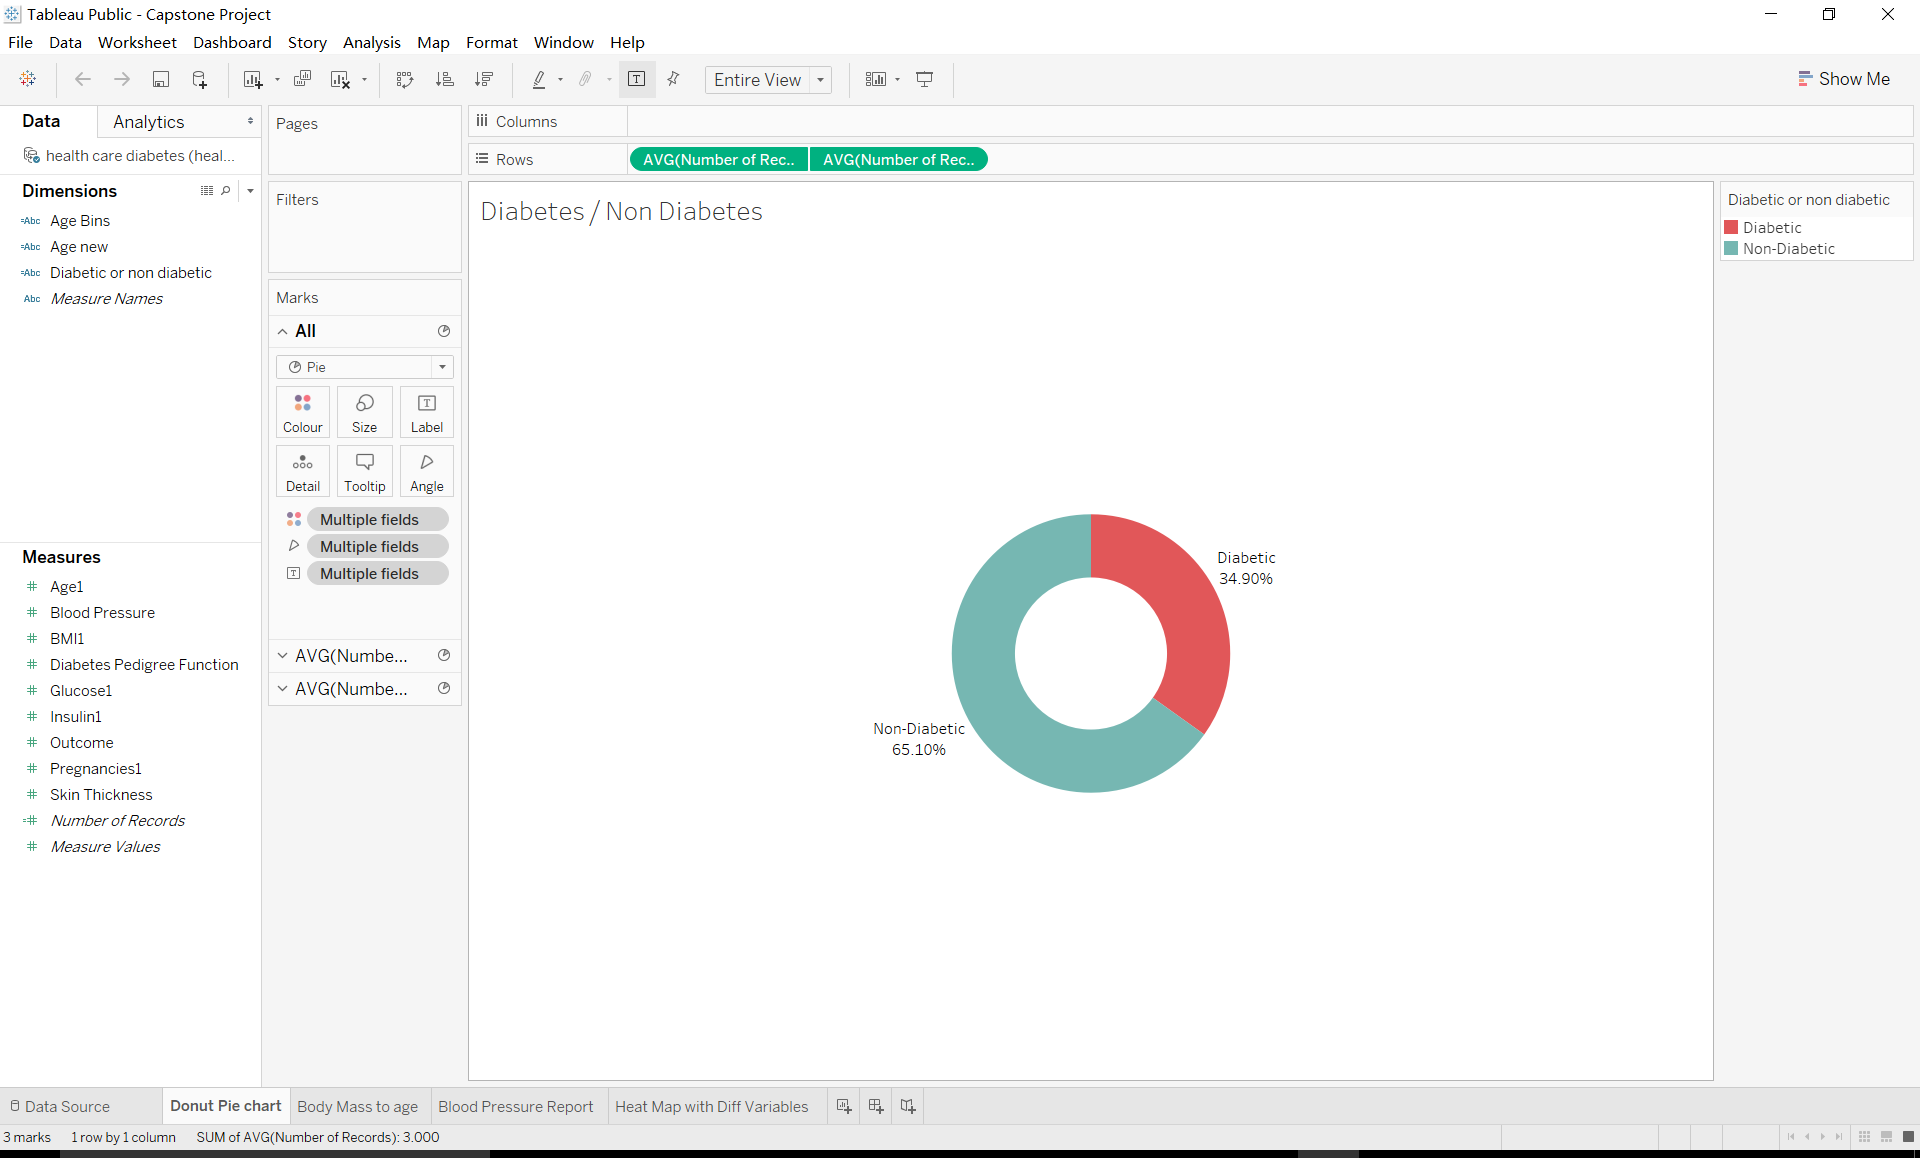 Tableau Public - Capstone Project
File Data Worksheet Dashboard Story Analysis Map Format Window Help
Entire View
Show Me
Data Analytics
health care diabetes (heal...
Dimensions
=Abc Age Bins
=Abc Age new
=Abc Diabetic or non diabetic
Abc Measure Names
Measures
# Age1
# Blood Pressure
# BMI1
# Diabetes Pedigree Function
# Glucose1
# Insulin1
# Outcome
# Pregnancies1
# Skin Thickness
=# Number of Records
# Measure Values
Pages
Filters
Marks
All
Pie
Colour Size Label
Detail Tooltip Angle
Multiple fields
Multiple fields
Multiple fields
AVG(Numbe...
AVG(Numbe...
Columns
Rows AVG(Number of Rec.. AVG(Number of Rec..
Diabetes / Non Diabetes
Diabetic
34.90%
Non-Diabetic
65.10%
Diabetic or non diabetic
Diabetic
Non-Diabetic
Data Source Donut Pie chart Body Mass to age Blood Pressure Report Heat Map with Diff Variables
3 marks 1 row by 1 column SUM of AVG(Number of Records): 3.000